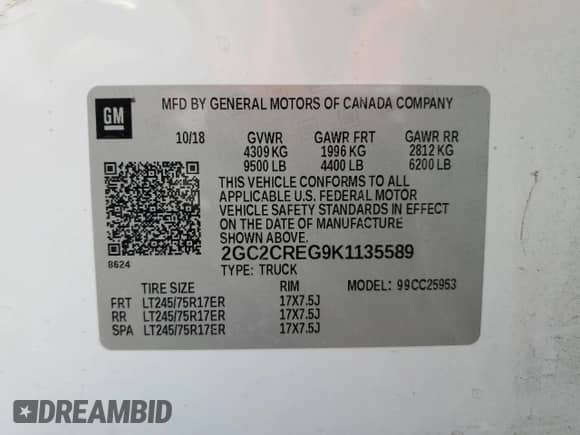 GM
MFD BY GENERAL MOTORS OF CANADA COMPANY
10/18 GVWR GAWR FRT GAWR RR
4309 KG 1996 KG 2812 KG
9500 LB 4400 LB 6200 LB
THIS VEHICLE CONFORMS TO ALL
APPLICABLE U.S. FEDERAL MOTOR
VEHICLE SAFETY STANDARDS IN EFFECT
ON THE DATE OF MANUFACTURE
SHOWN ABOVE.
8624
2GC2CREG9K1135589
TYPE: TRUCK
TIRE SIZE RIM MODEL: 99CC25953
FRT LT245/75R17ER 17X7.5J
RR LT245/75R17ER 17X7.5J
SPA LT245/75R17ER 17X7.5J
DREAMBID